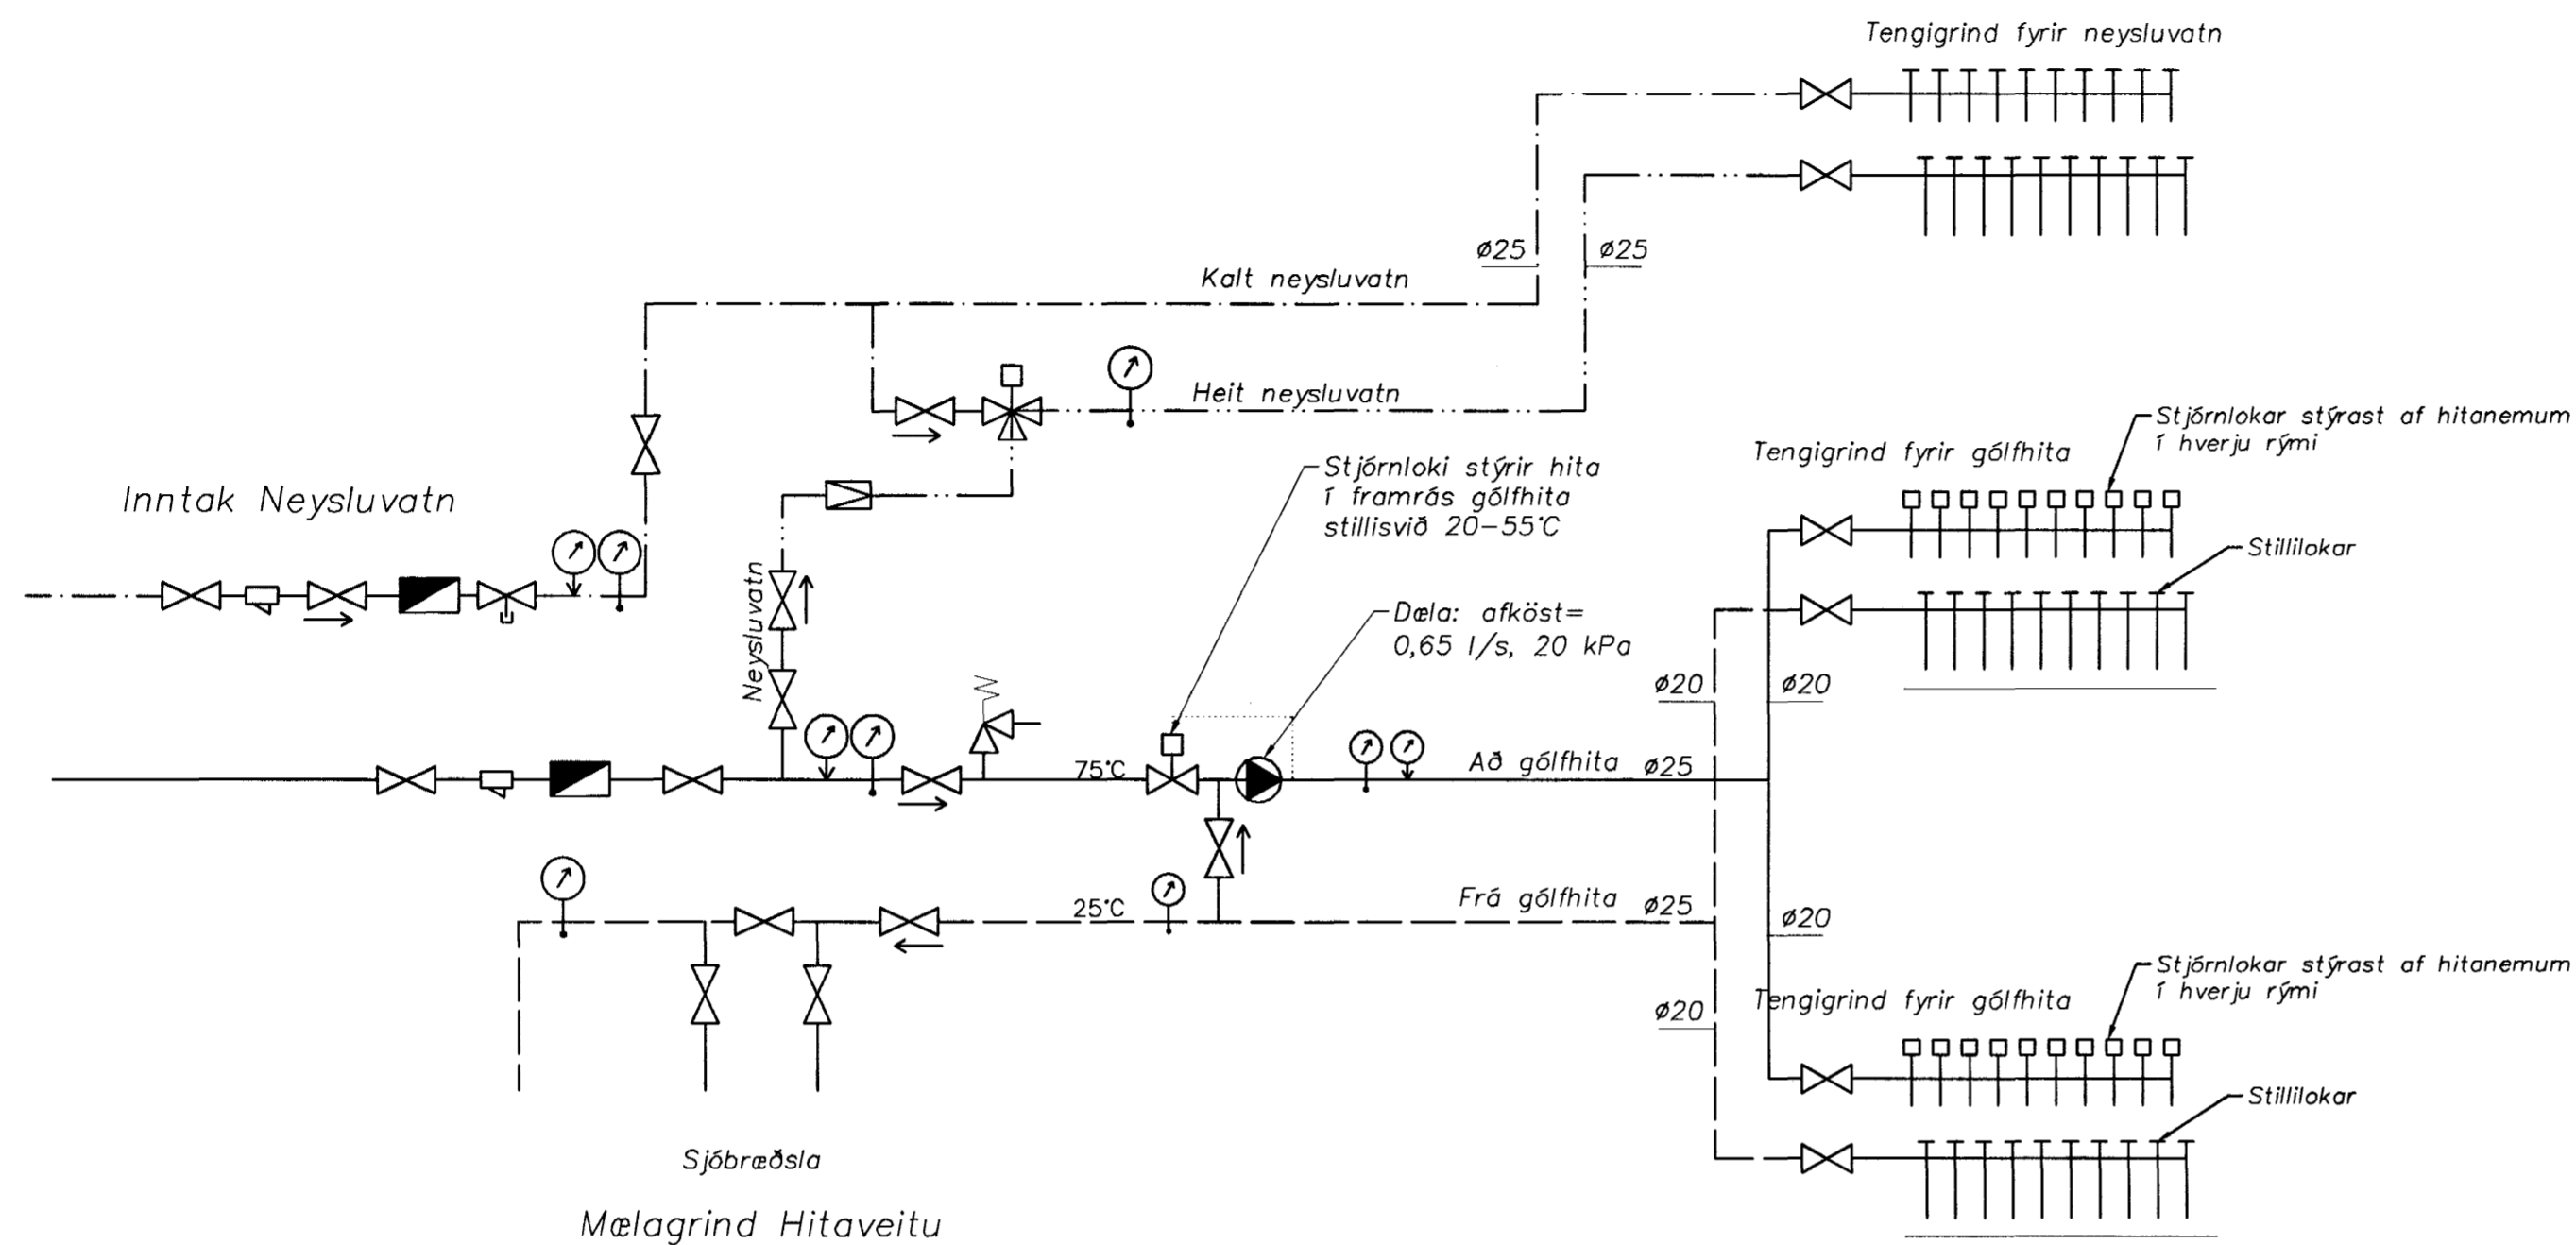 Tengigrind fyrir neysluvatn
ø25
ø25
Kalt neysluvatn
Heit neysluvatn
Inntak Neysluvatn
Stjórnloki stýrir hita
í framrás gólfhita
stillisvið 20-55°C
Stjórnlokar stýrast af hitanemum
í hverju rými
Tengigrind fyrir gólfhita
Stillilokar
Neysluvatn
Dæla: afköst=
0,65 l/s, 20 kPa
ø20
ø20
75°C
Að gólfhita ø25
25°C
Frá gólfhita ø25
ø20
ø20
Stjórnlokar stýrast af hitanemum
í hverju rými
Tengigrind fyrir gólfhita
Stillilokar
Sjóbræðsla
Mælagrind Hitaveitu